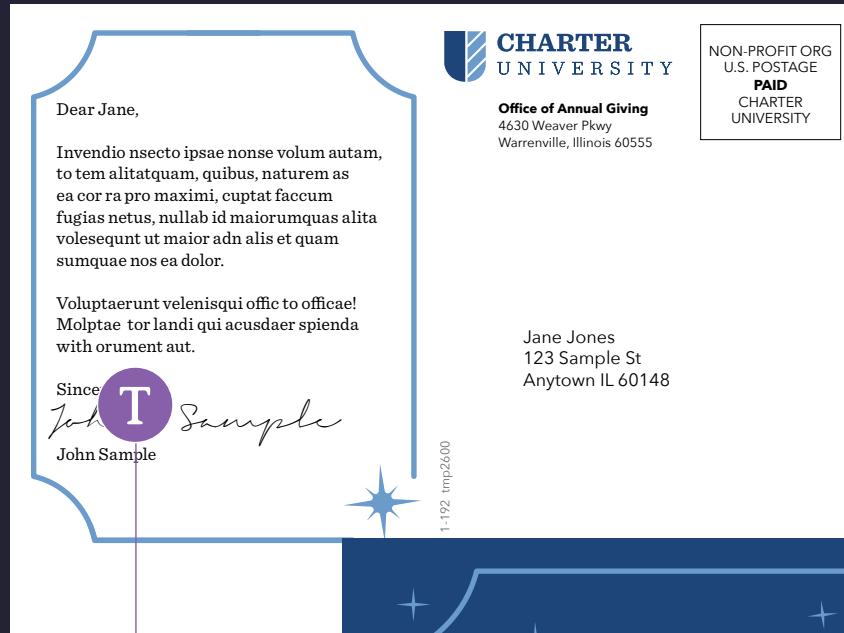 Dear Jane,
Invendio nsecto ipsae nonse volum autam,
to tem alitatquam, quibus, naturem as
ea cor ra pro maximi, cuptat faccum
fugias netus, nullab id maiorumquas alita
volesequnt ut maior adn alis et quam
sumquae nos ea dolor.
Voluptaerunt velenisqui offic to officae!
Molptae tor landi qui acusdaer spienda
with orument aut.
Since
T
Sample
John Sample
CHARTER
UNIVERSITY
Office of Annual Giving
4630 Weaver Pkwy
Warrenville, Illinois 60555
NON-PROFIT ORG
U.S. POSTAGE
PAID
CHARTER
UNIVERSITY
Jane Jones
123 Sample St
Anytown IL 60148
1-192 tmp2600